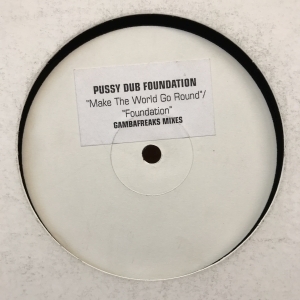 PUSSY DUB FOUNDATION
"Make The World Go Round"/
"Foundation"
GAMBAFREAKS MIXES